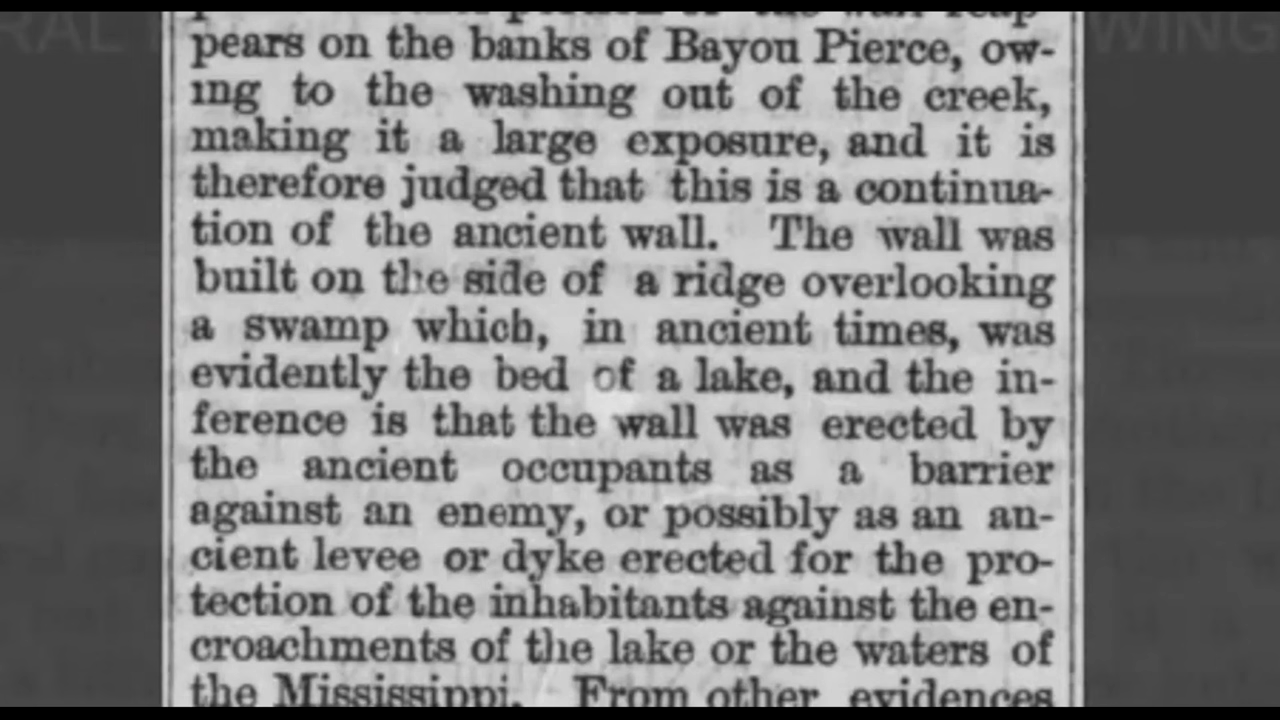 pears on the banks of Bayou Pierce, ow-
ing to the washing out of the creek,
making it a large exposure, and it is
therefore judged that this is a continua-
tion of the ancient wall. The wall was
built on the side of a ridge overlooking
a swamp which, in ancient times, was
evidently the bed of a lake, and the in-
ference is that the wall was erected by
the ancient occupants as a barrier
against an enemy, or possibly as an an-
cient levee or dyke erected for the pro-
tection of the inhabitants against the en-
croachments of the lake or the waters of
the Mississippi. From other evidences